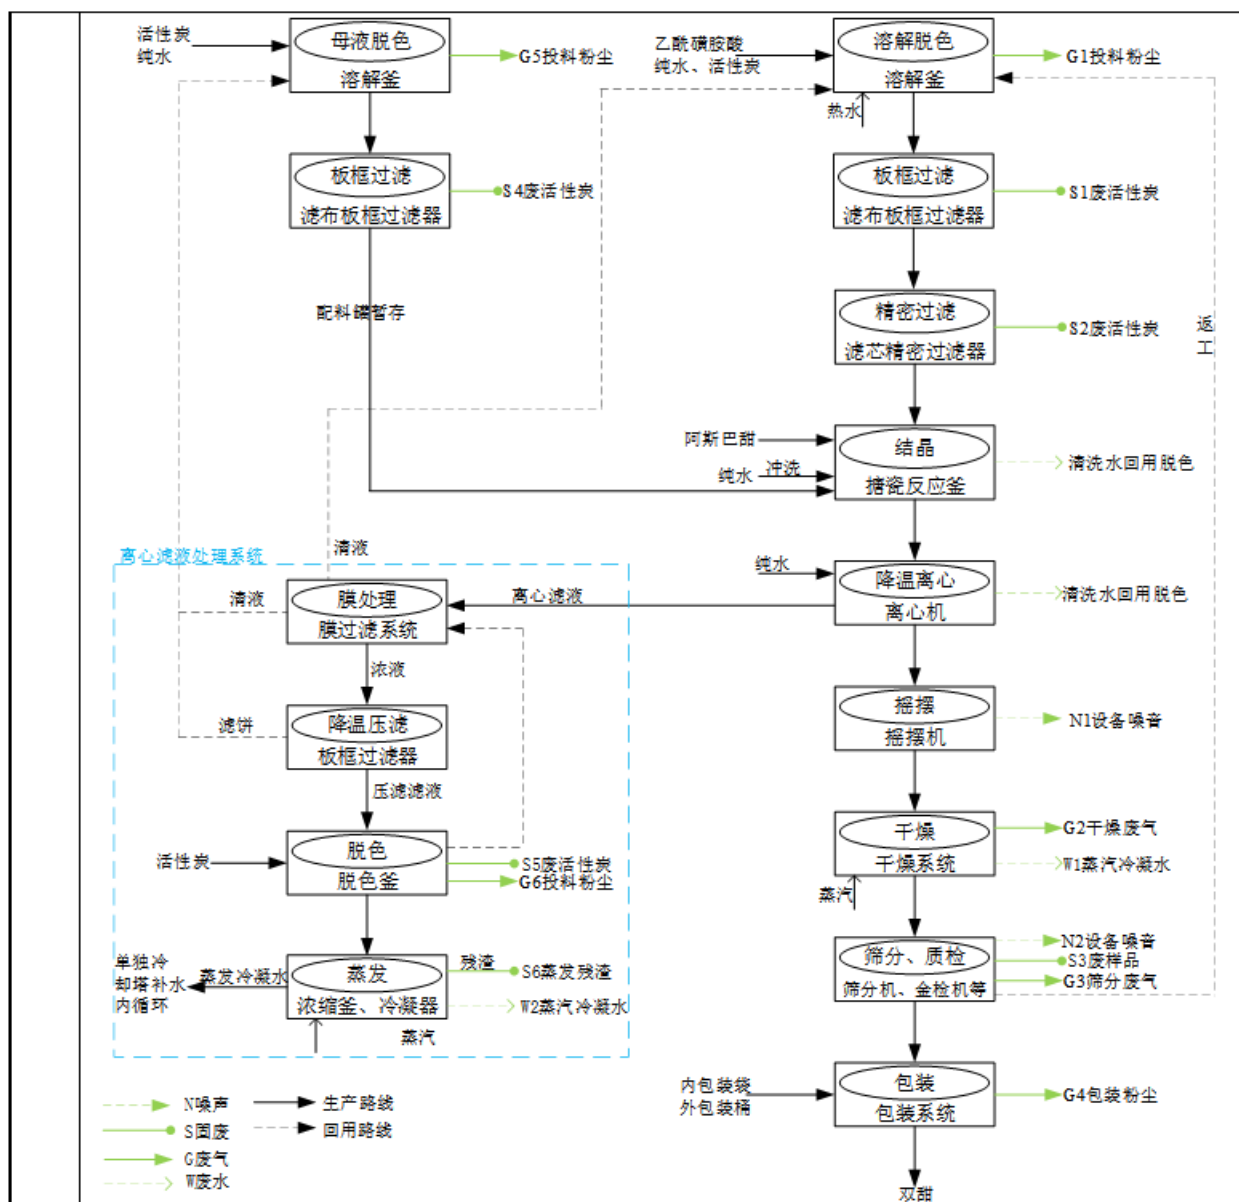 活性炭
纯水
母液脱色
溶解釜
G5投料粉尘
乙酰磺胺酸
纯水、活性炭
溶解脱色
溶解釜
G1投料粉尘
热水
板框过滤
滤布板框过滤器
S4废活性炭
板框过滤
滤布板框过滤器
S1废活性炭
配料罐暂存
精密过滤
滤芯精密过滤器
S2废活性炭
返
工
阿斯巴甜
纯水
冲洗
结晶
搪瓷反应釜
清洗水回用脱色
离心滤液处理系统
清液
纯水
降温离心
离心机
清洗水回用脱色
清液
膜处理
膜过滤系统
离心滤液
浓液
滤饼
降温压滤
板框过滤器
摇摆
摇摆机
N1设备噪音
压滤滤液
活性炭
脱色
脱色釜
S5废活性炭
G6投料粉尘
干燥
干燥系统
G2干燥废气
W1蒸汽冷凝水
蒸汽
单独冷
却塔补水
内循环
蒸发冷凝水
蒸发
浓缩釜、冷凝器
残渣
S6蒸发残渣
W2蒸汽冷凝水
蒸汽
筛分、质检
筛分机、金检机等
N2设备噪音
S3废样品
G3筛分废气
内包装袋
外包装桶
包装
包装系统
G4包装粉尘
双甜
N噪声
生产路线
S固废
回用路线
G废气
W废水